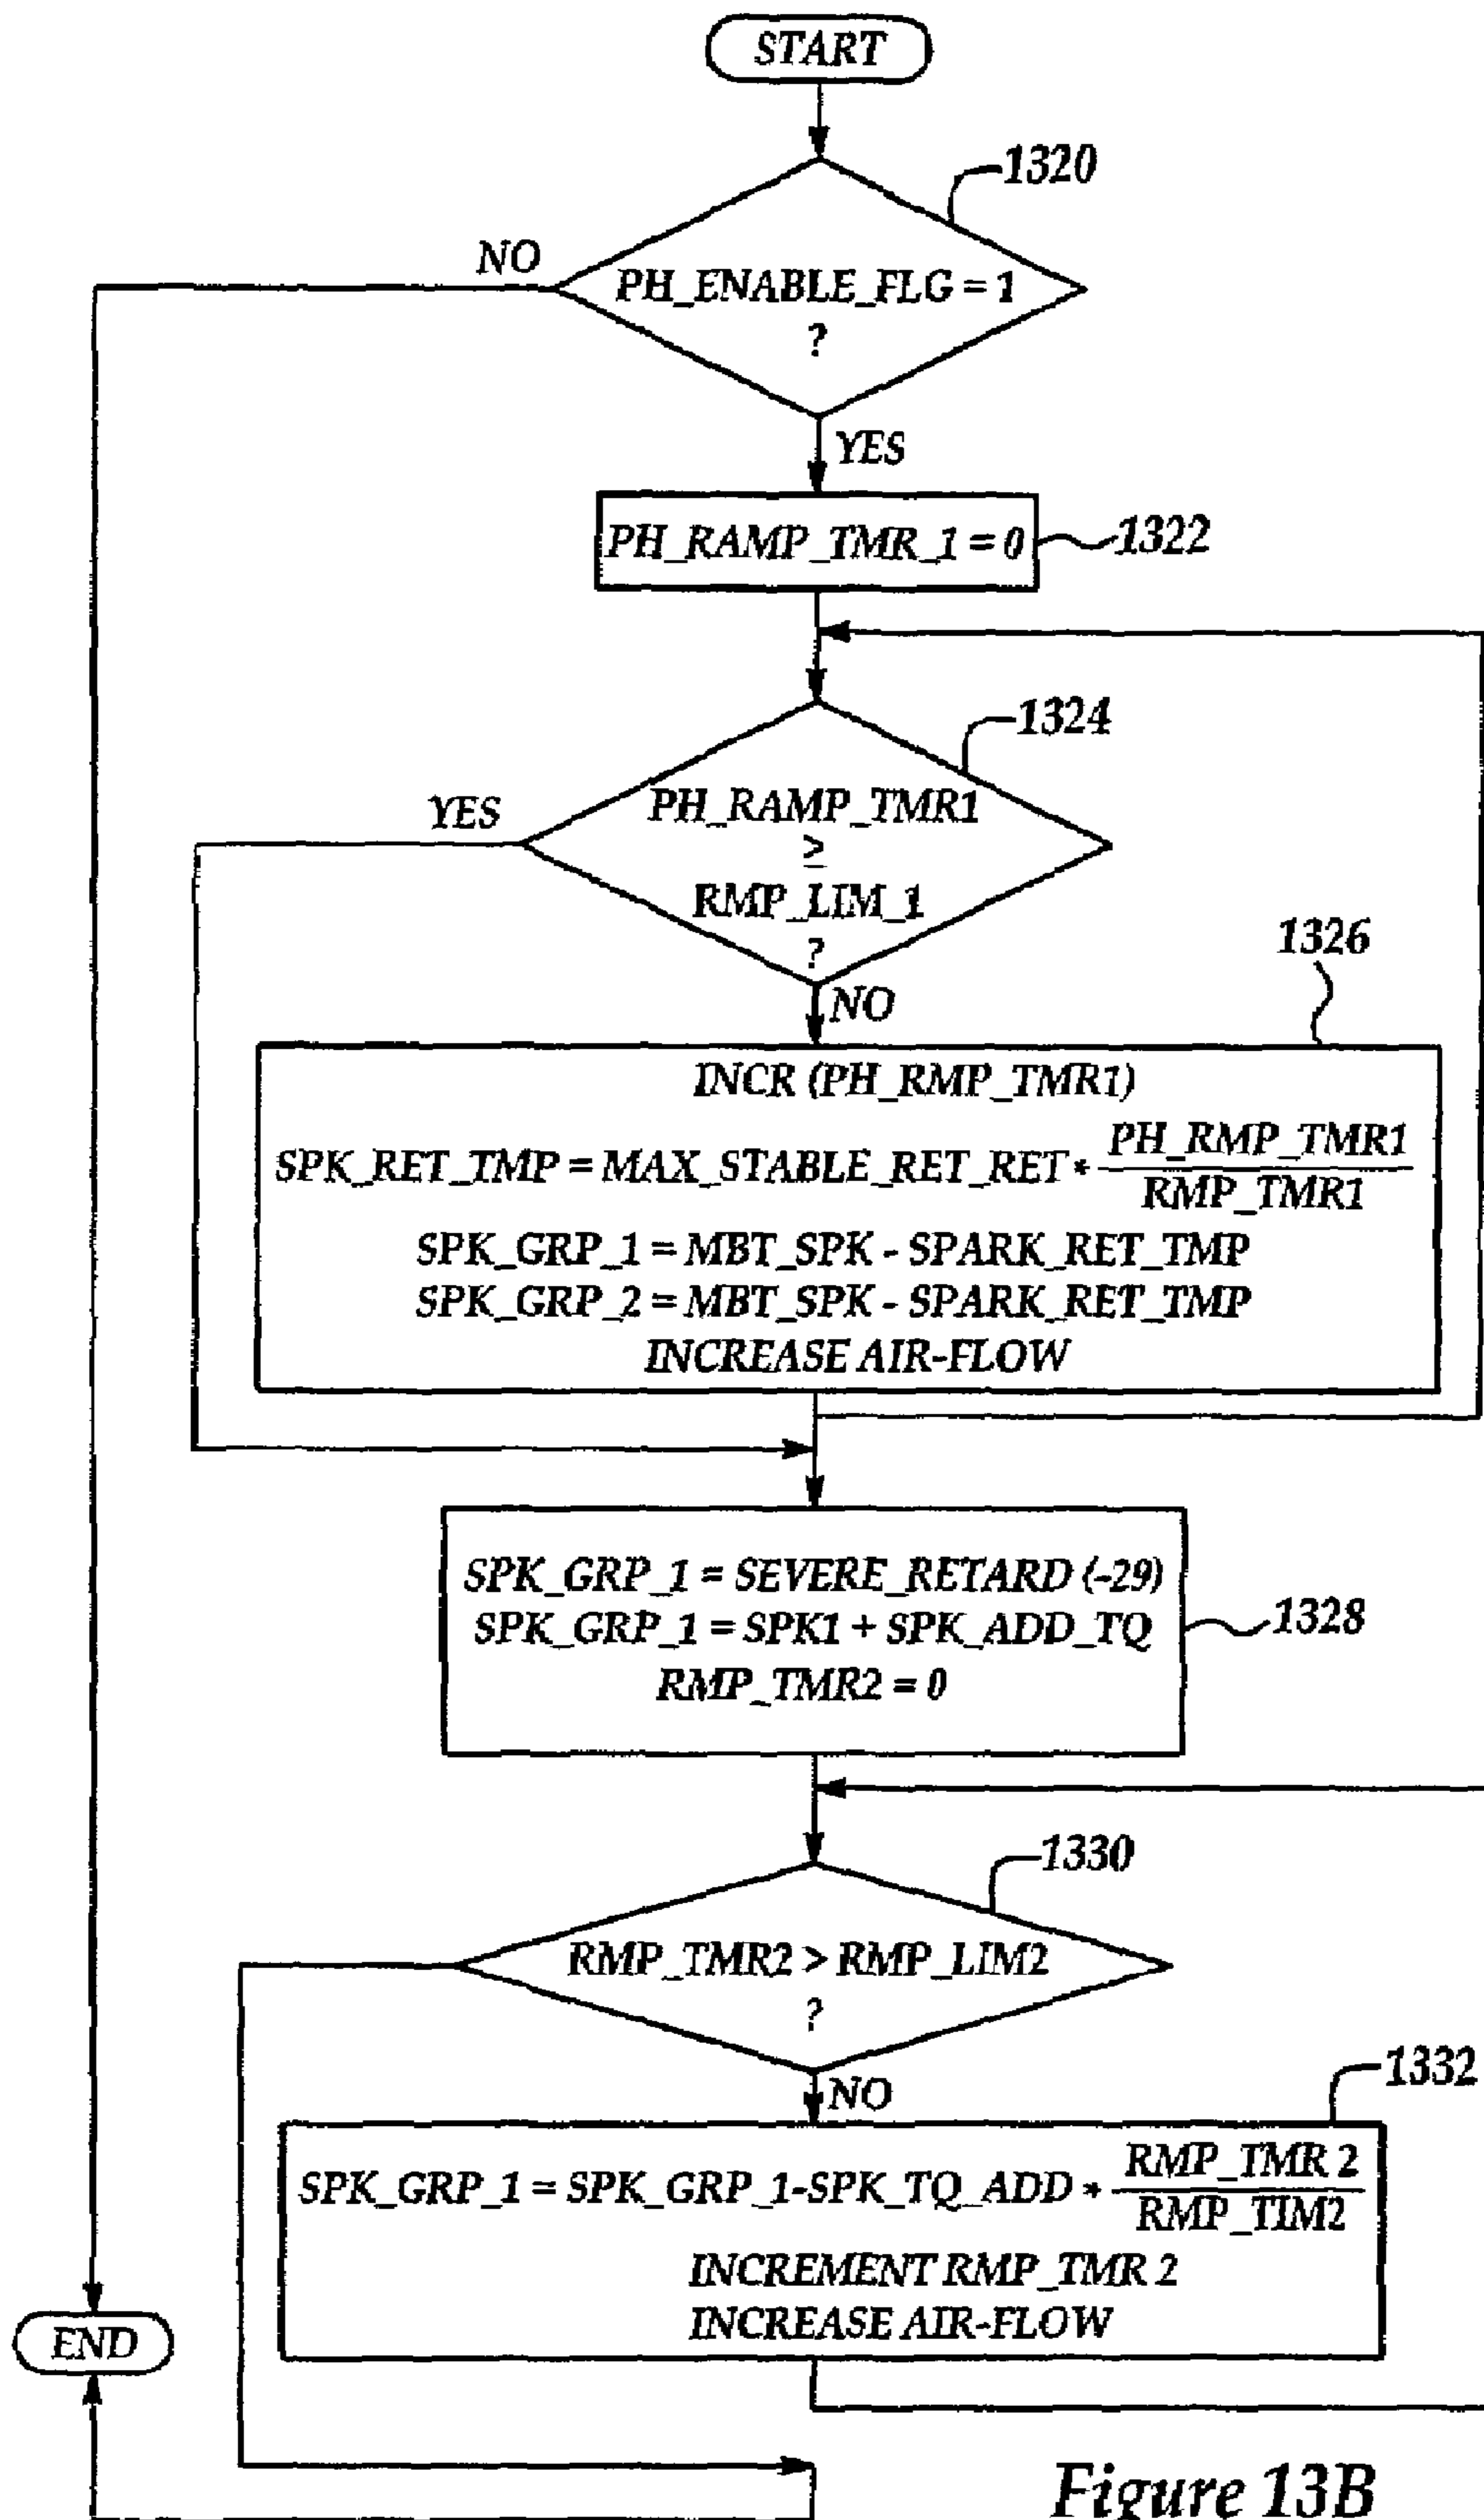 START
1320
NO
PH_ENABLE_FLG = 1
?
YES
PH_RAMP_TMR_1 = 0
1322
1324
YES
PH_RAMP_TMR1
≥
RMP_LIM_1
?
NO
1326
INCR (PH_RMP_TMR1)
SPK_RET_TMP = MAX_STABLE_RET_RET * PH_RMP_TMR1
RMP_TMR1
SPK_GRP_1 = MBT_SPK - SPARK_RET_TMP
SPK_GRP_2 = MBT_SPK - SPARK_RET_TMP
INCREASE AIR-FLOW
SPK_GRP_1 = SEVERE_RETARD (-29)
SPK_GRP_1 = SPK1 + SPK_ADD_TQ
RMP_TMR2 = 0
1328
1330
RMP_TMR2 > RMP_LIM2
?
NO
1332
SPK_GRP_1 = SPK_GRP_1-SPK_TQ_ADD * RMP_TMR 2
RMP_TIM2
INCREMENT RMP_TMR 2
INCREASE AIR-FLOW
END
Figure 13B